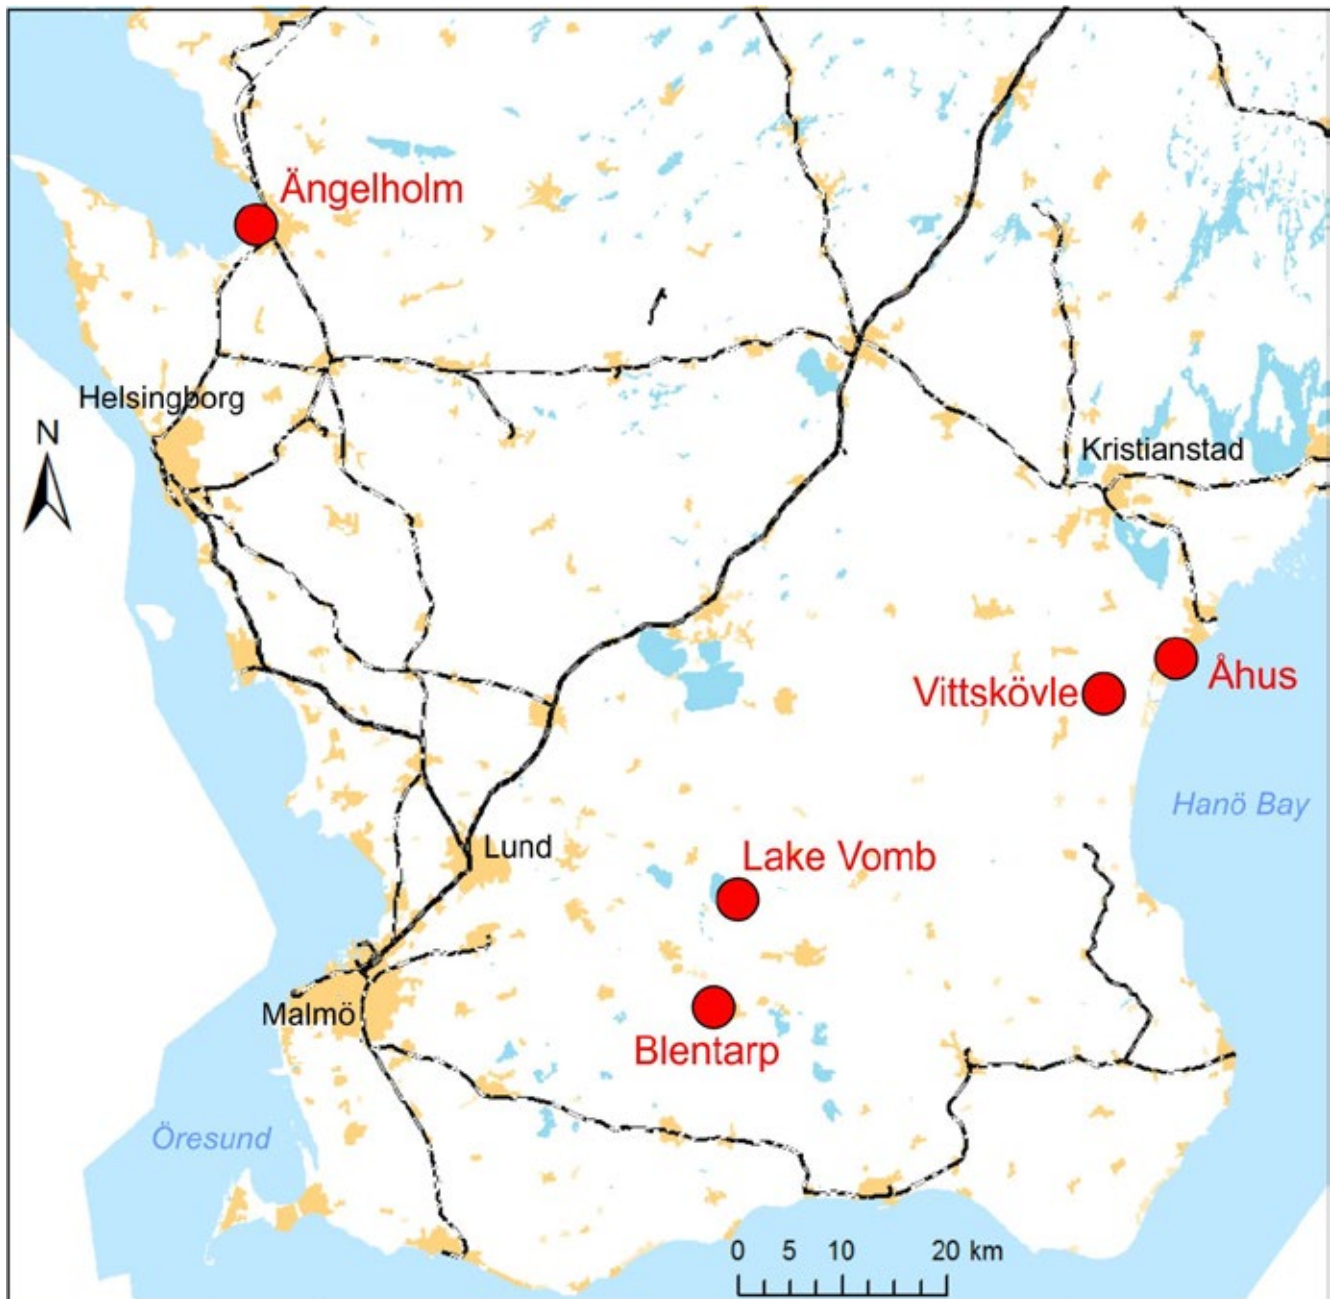 Ängelholm
Helsingborg
N
Kristianstad
Vittskövle
Åhus
Hanö Bay
Lund
Lake Vomb
Malmö
Blentarp
Öresund
0 5 10 20 km